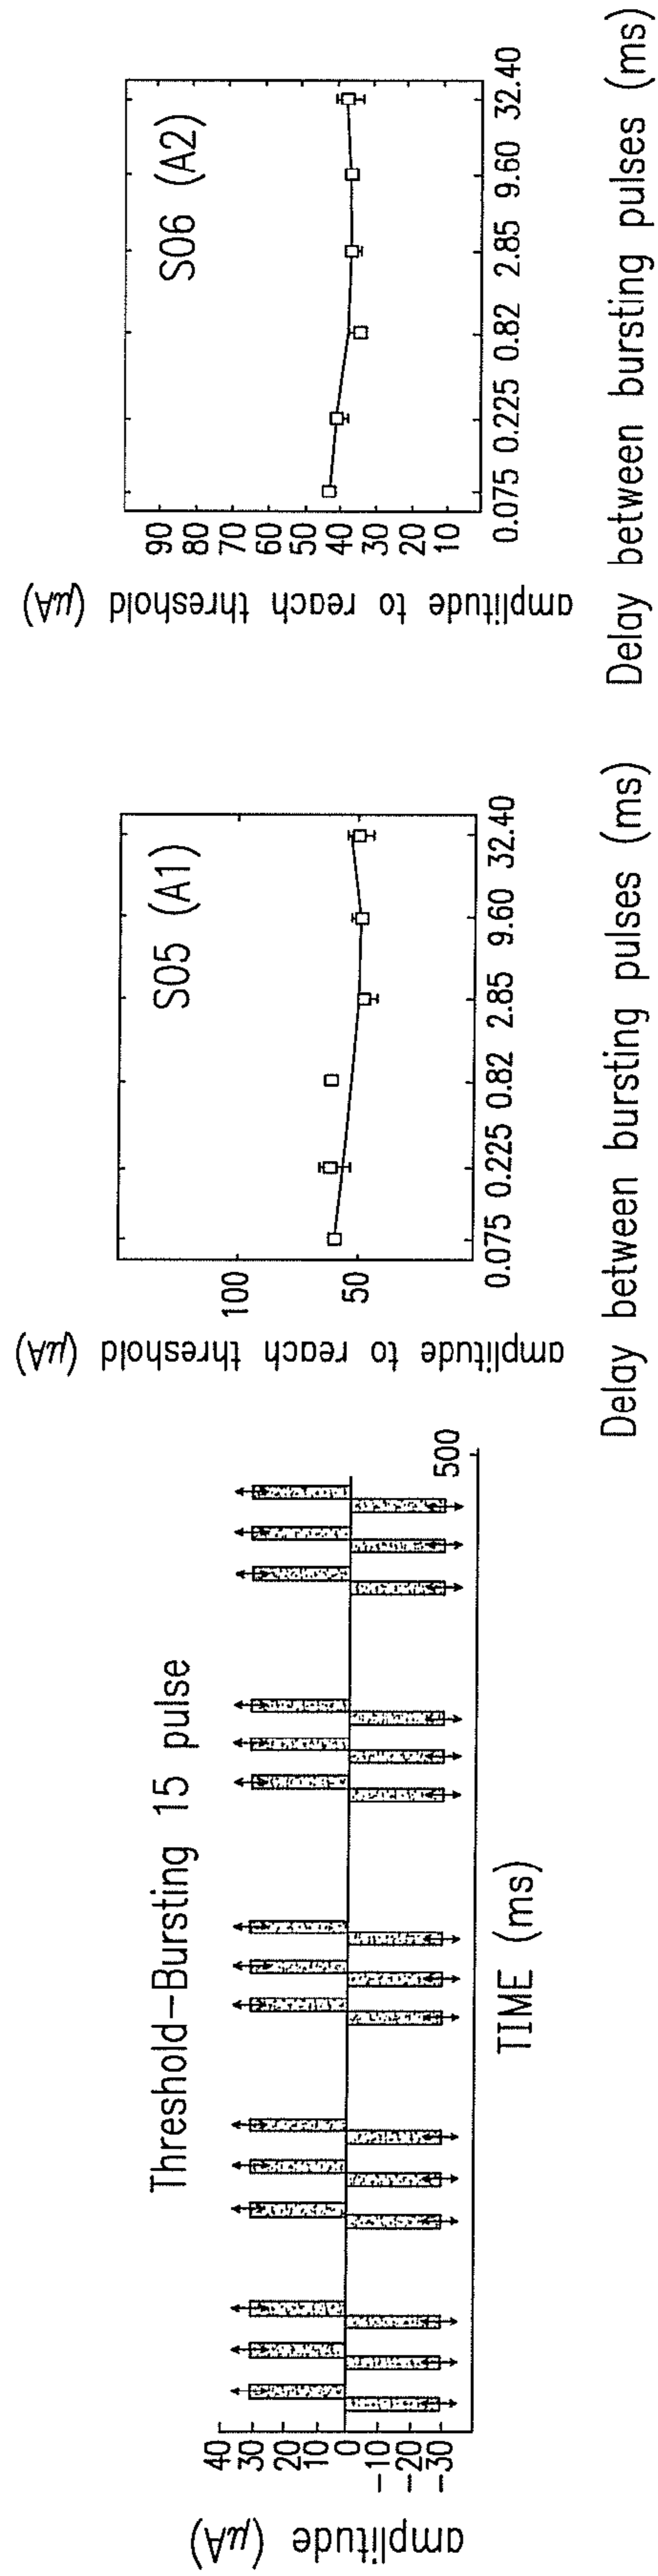 Threshold-Bursting 15 pulse
amplitude (µA)
40
30
20
10
0
-10
-20
-30
500
TIME (ms)
S05 (A1)
amplitude to reach threshold (µA)
100
50
0.075 0.225 0.82 2.85 9.60 32.40
Delay between bursting pulses (ms)
S06 (A2)
amplitude to reach threshold (µA)
90
80
70
60
50
40
30
20
10
0.075 0.225 0.82 2.85 9.60 32.40
Delay between bursting pulses (ms)